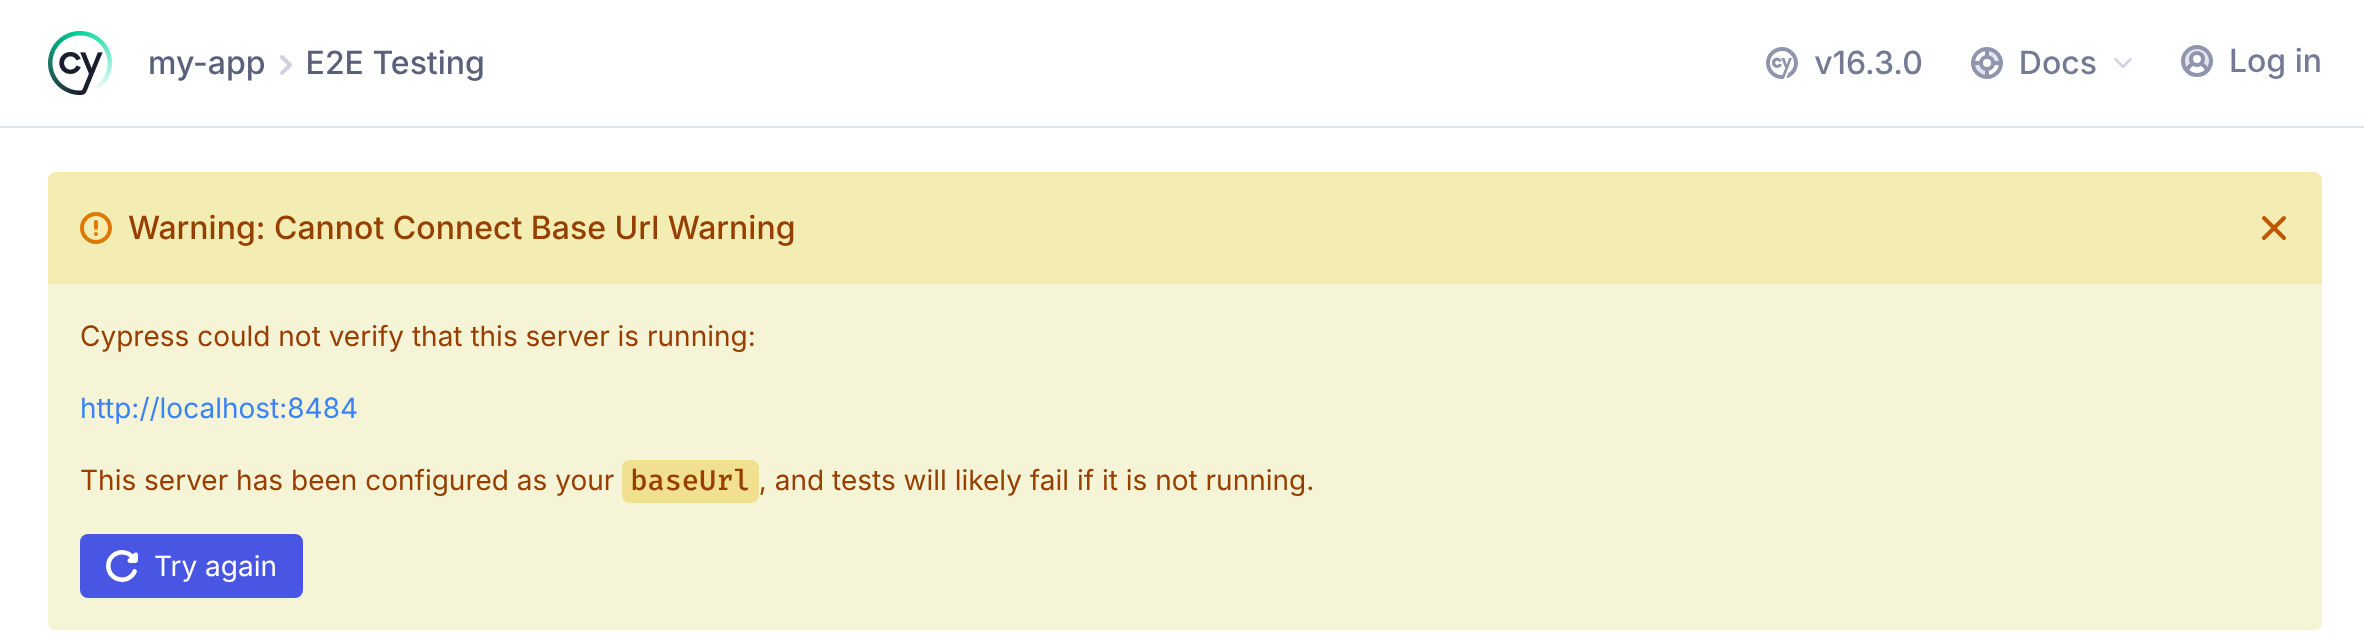 cy my-app E2E Testing cy v16.3.0 Docs Log in
Warning: Cannot Connect Base Url Warning
Cypress could not verify that this server is running:
http://localhost:8484
This server has been configured as your baseUrl, and tests will likely fail if it is not running.
Try again